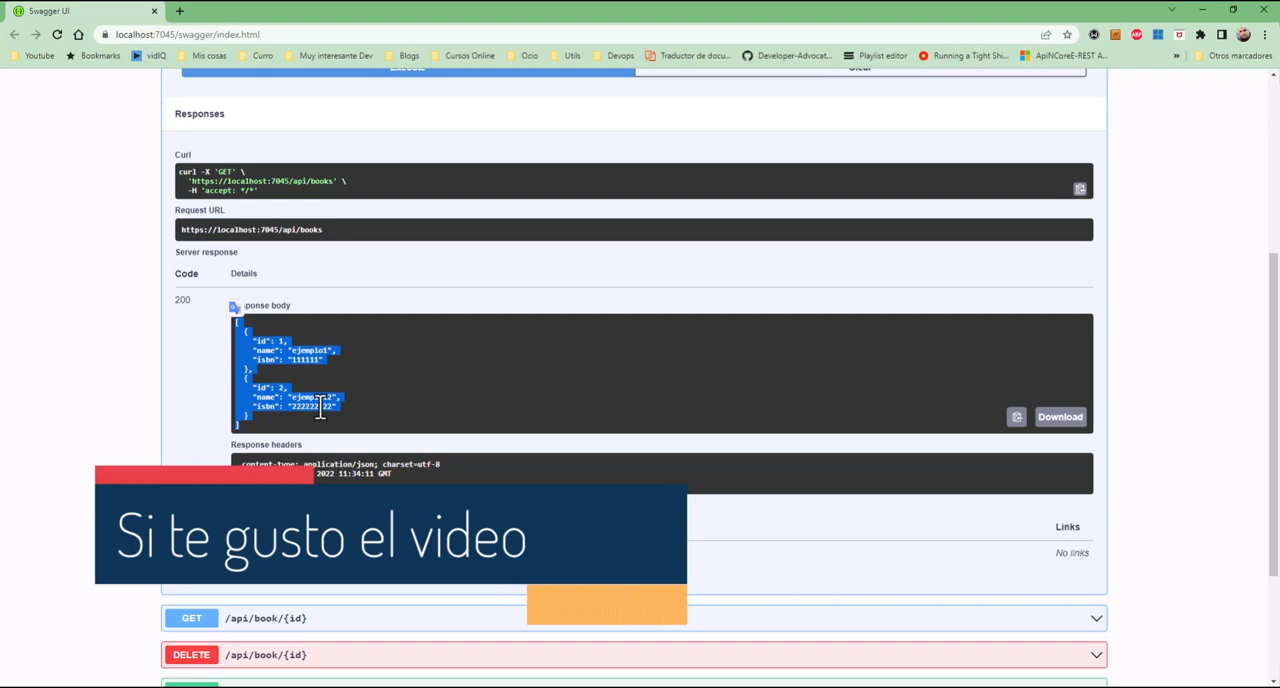 Swagger UI
localhost:7045/swagger/index.html
Youtube Bookmarks vidIQ Mis cosas Curro Muy interesante Dev Blogs Cursos Online Ocio Utils Devops Traductor de docu... Developer-Advocat... Playlist editor Running a Tight Shi... ApiNCoreE-REST A... » Otros marcadores
Responses
Curl
curl -X 'GET' \
'https://localhost:7045/api/books' \
-H 'accept: */*'
Request URL
https://localhost:7045/api/books
Server response
Code Details
200
ponse body
[
{
"id": 1,
"name": "ejemplo1",
"isbn": "111111"
},
{
"id": 2,
"name":
"isbn":
}
]
Download
Response headers
content-type: application/json; charset=utf-8
2022 11:34:11 GMT
Si te gusto el video
Links
No links
GET /api/book/{id}
DELETE /api/book/{id}